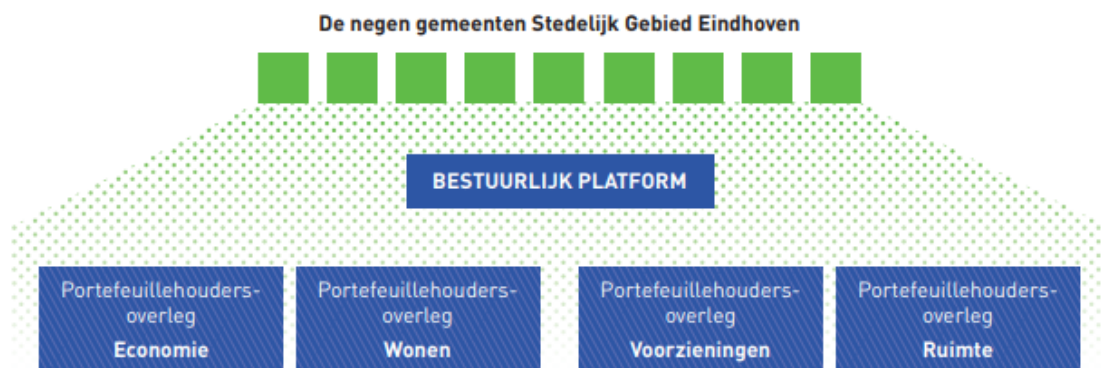 De negen gemeenten Stedelijk Gebied Eindhoven
BESTUURLIJK PLATFORM
Portefeuillehouders-
overleg
Economie
Portefeuillehouders-
overleg
Wonen
Portefeuillehouders-
overleg
Voorzieningen
Portefeuillehouders-
overleg
Ruimte